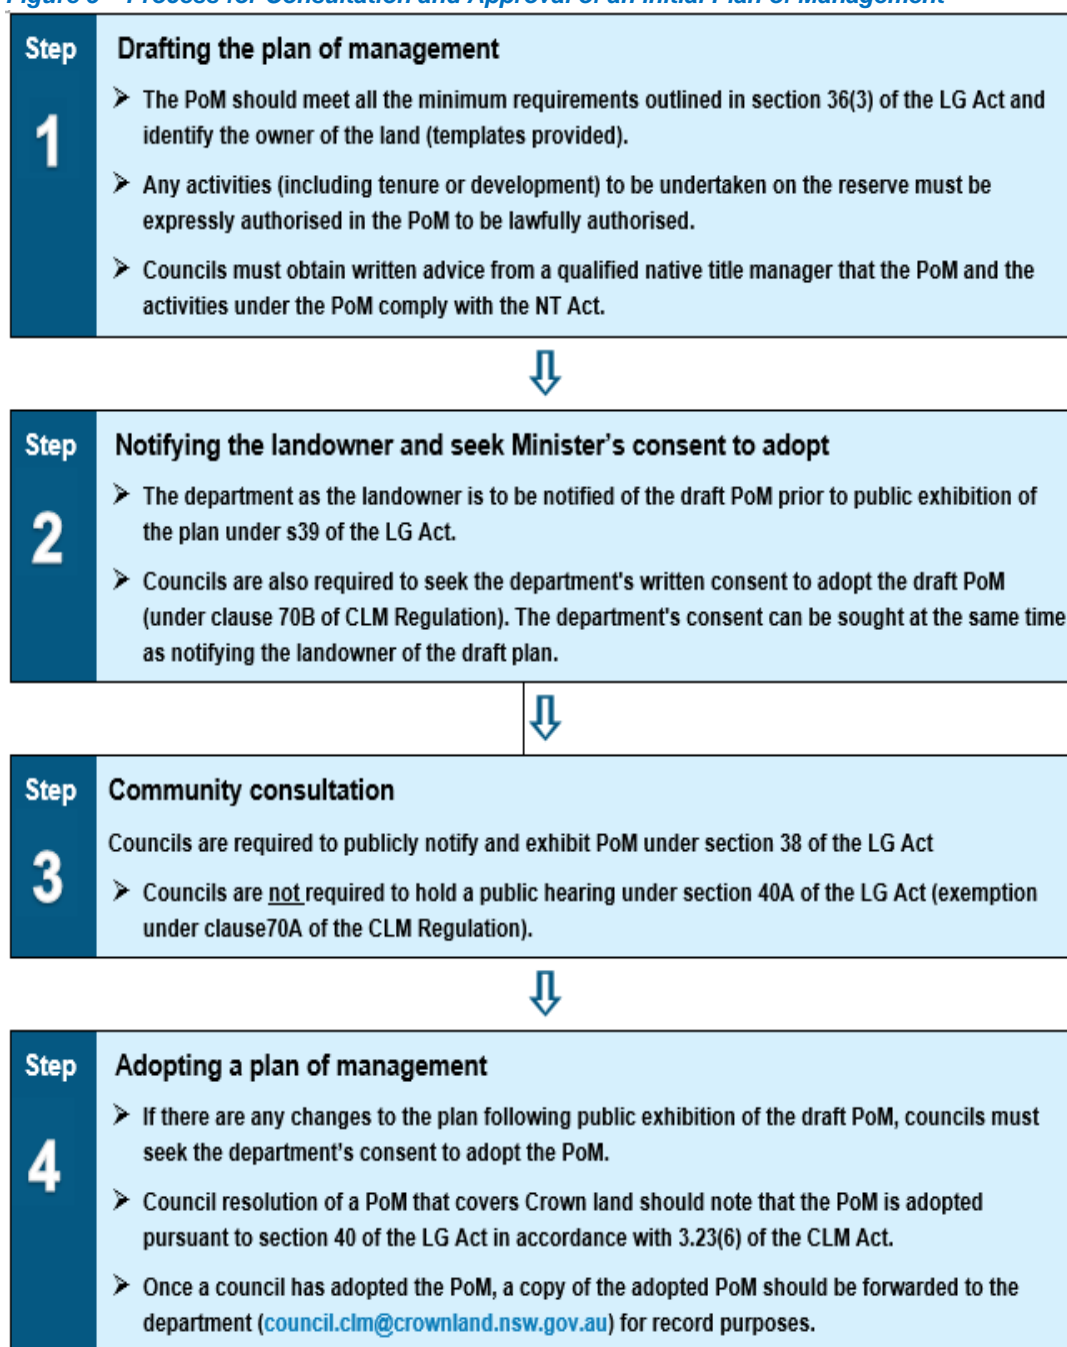 Figure 3 – Process for Consultation and Approval of an Initial Plan of Management
Step
1
Drafting the plan of management
➢ The PoM should meet all the minimum requirements outlined in section 36(3) of the LG Act and
identify the owner of the land (templates provided).
➢ Any activities (including tenure or development) to be undertaken on the reserve must be
expressly authorised in the PoM to be lawfully authorised.
➢ Councils must obtain written advice from a qualified native title manager that the PoM and the
activities under the PoM comply with the NT Act.
Step
2
Notifying the landowner and seek Minister's consent to adopt
➢ The department as the landowner is to be notified of the draft PoM prior to public exhibition of
the plan under s39 of the LG Act.
➢ Councils are also required to seek the department's written consent to adopt the draft PoM
(under clause 70B of CLM Regulation). The department's consent can be sought at the same time
as notifying the landowner of the draft plan.
Step
3
Community consultation
Councils are required to publicly notify and exhibit PoM under section 38 of the LG Act
➢ Councils are not required to hold a public hearing under section 40A of the LG Act (exemption
under clause70A of the CLM Regulation).
Step
4
Adopting a plan of management
➢ If there are any changes to the plan following public exhibition of the draft PoM, councils must
seek the department's consent to adopt the PoM.
➢ Council resolution of a PoM that covers Crown land should note that the PoM is adopted
pursuant to section 40 of the LG Act in accordance with 3.23(6) of the CLM Act.
➢ Once a council has adopted the PoM, a copy of the adopted PoM should be forwarded to the
department (council.clm@crownland.nsw.gov.au) for record purposes.